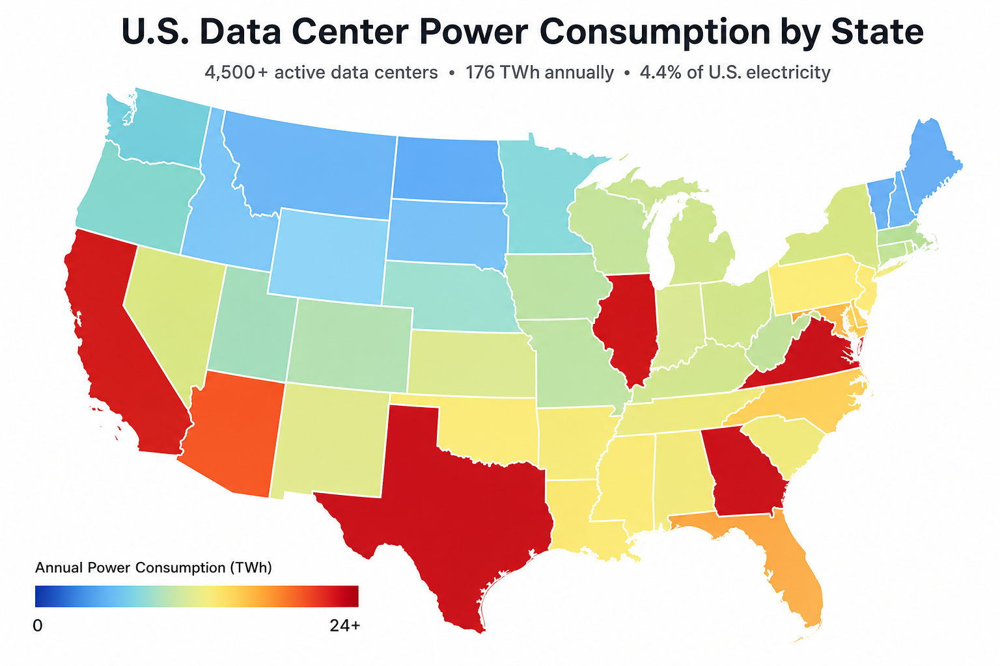 U.S. Data Center Power Consumption by State
4,500+ active data centers • 176 TWh annually • 4.4% of U.S. electricity
Annual Power Consumption (TWh)
0 24+